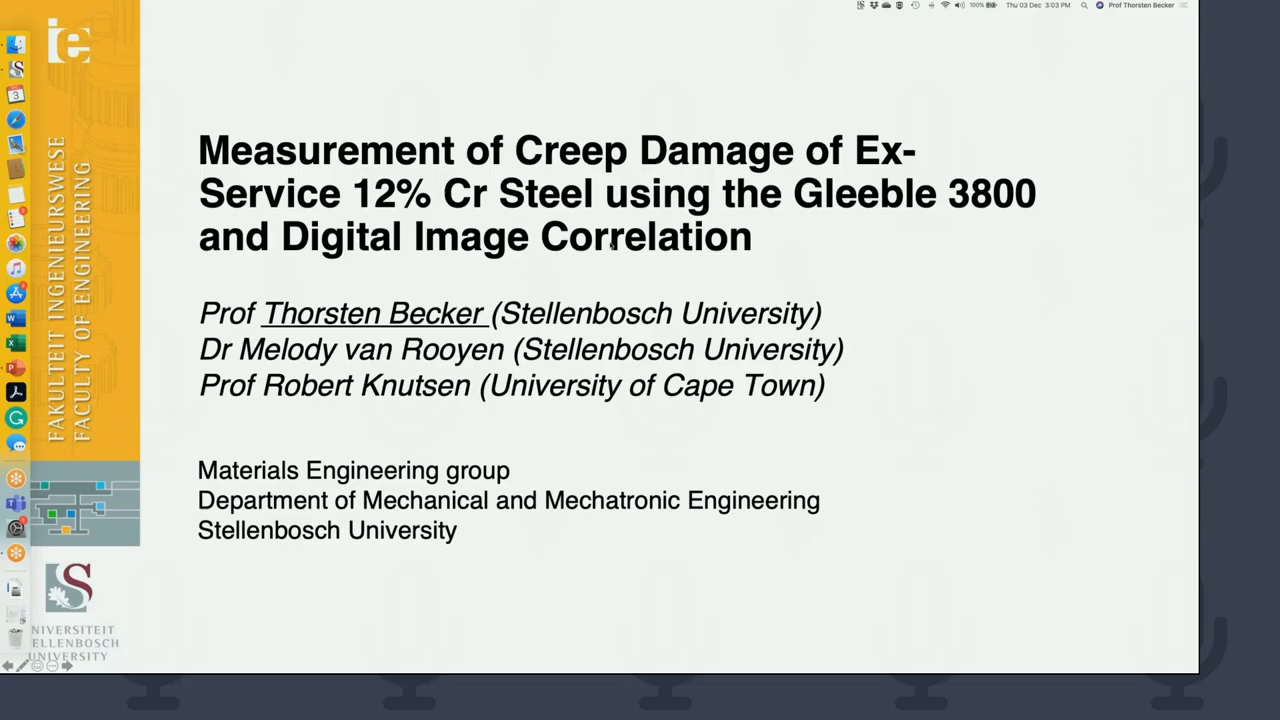 100%
Thu 03 Dec 3:03 PM
Prof Thorsten Becker
FAKULTEIT INGENIEURSWESE
FACULTY OF ENGINEERING
Measurement of Creep Damage of Ex-
Service 12% Cr Steel using the Gleeble 3800
and Digital Image Correlation
Prof Thorsten Becker (Stellenbosch University)
Dr Melody van Rooyen (Stellenbosch University)
Prof Robert Knutsen (University of Cape Town)
Materials Engineering group
Department of Mechanical and Mechatronic Engineering
Stellenbosch University
NIVERSITEIT
ELLENBOSCH
UNIVERSITY